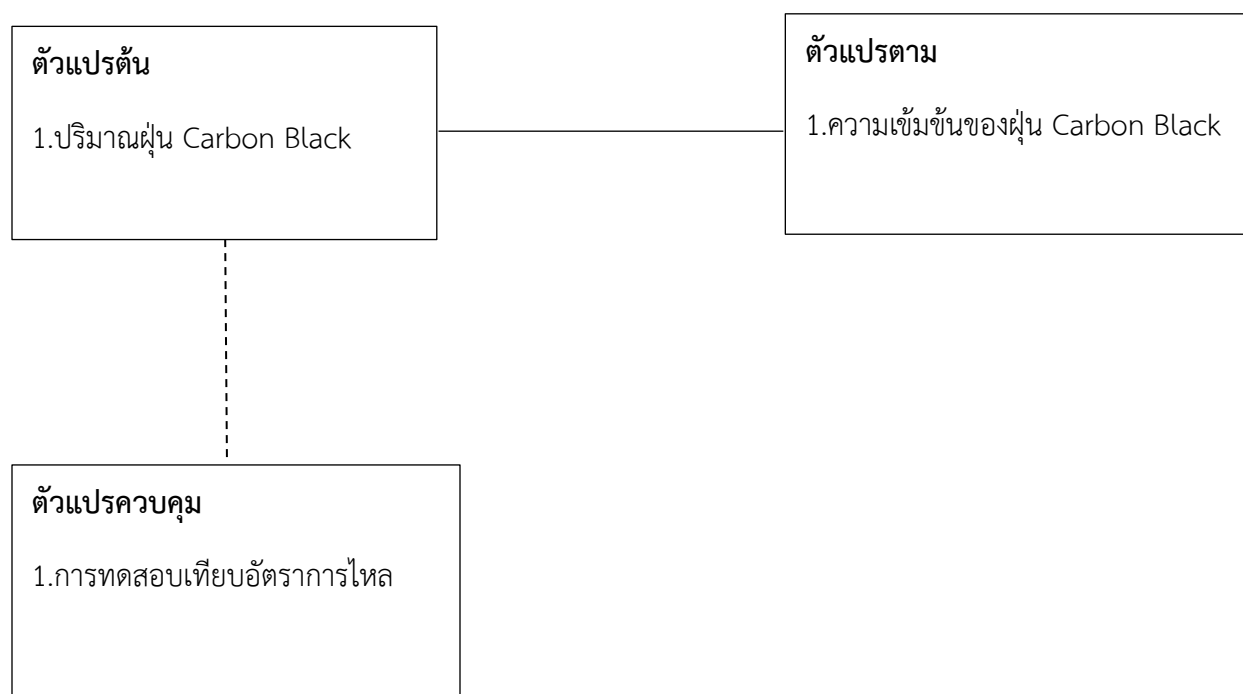 ตัวแปรต้น
1.ปริมาณฝุ่น Carbon Black
ตัวแปรตาม
1.ความเข้มข้นของฝุ่น Carbon Black
ตัวแปรควบคุม
1.การทดสอบเทียบอัตราการไหล